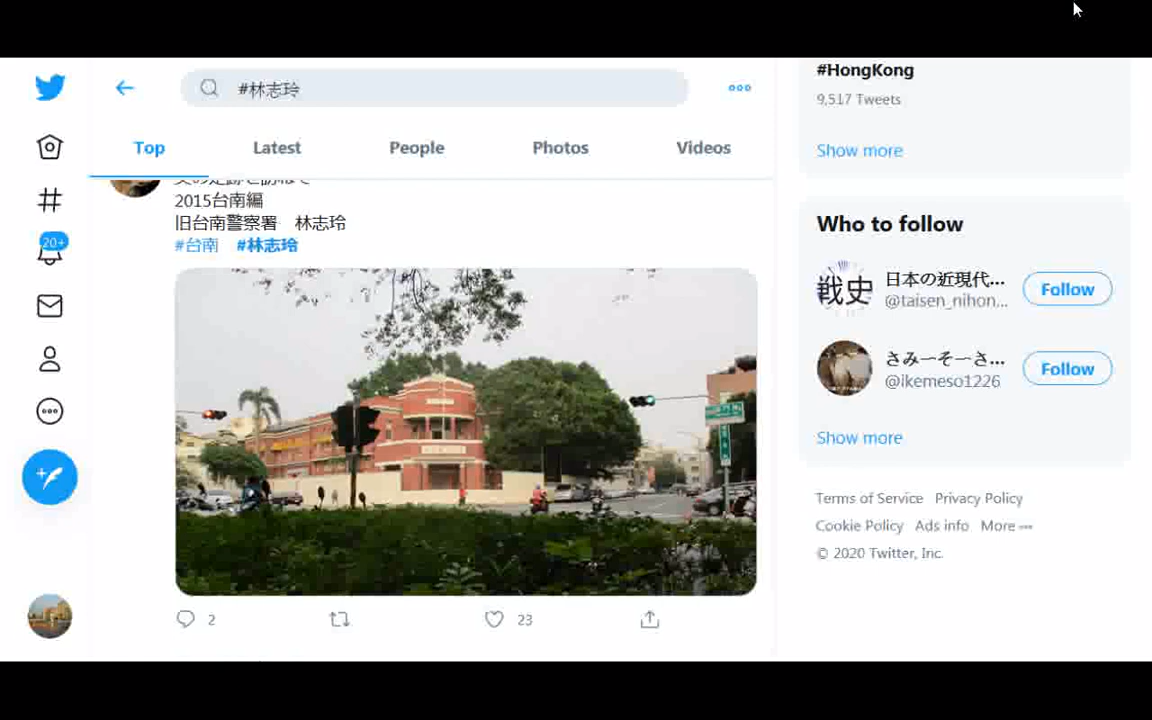 #林志玲
Top
Latest
People
Photos
Videos
2015台南編
旧台南警察署　林志玲
#台南 #林志玲
2
23
20+
#HongKong
9,517 Tweets
Show more
Who to follow
戦史
日本の近現代...
@taisen_nihon...
Follow
さみーそーさ...
@ikemeso1226
Follow
Show more
Terms of Service Privacy Policy
Cookie Policy Ads info More
© 2020 Twitter, Inc.